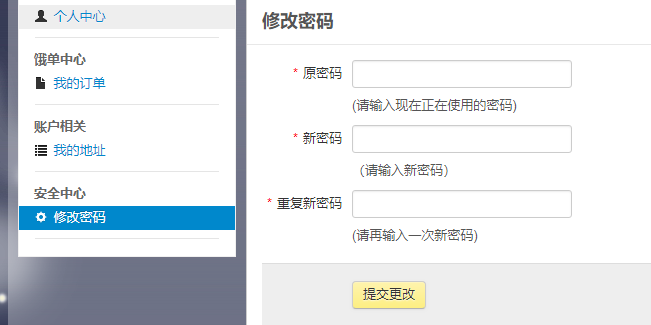 个人中心
饿单中心
我的订单
账户相关
我的地址
安全中心
修改密码
修改密码
* 原密码
(请输入现在正在使用的密码)
* 新密码
（请输入新密码）
* 重复新密码
(请再输入一次新密码)
提交更改